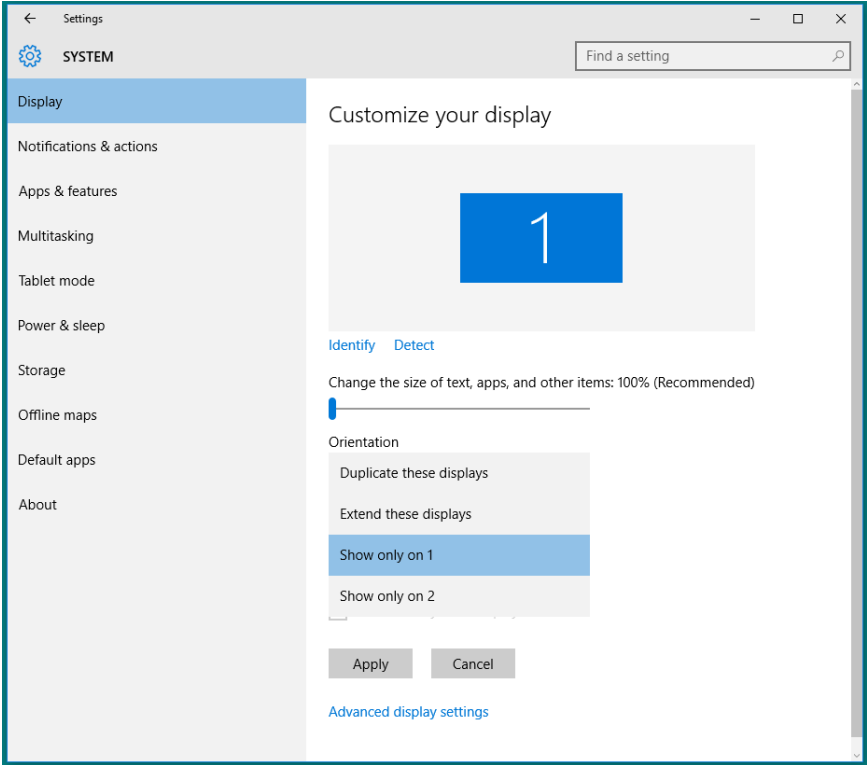 Settings
SYSTEM
Find a setting
Display
Notifications & actions
Apps & features
Multitasking
Tablet mode
Power & sleep
Storage
Offline maps
Default apps
About
Customize your display
1
Identify Detect
Change the size of text, apps, and other items: 100% (Recommended)
Orientation
Duplicate these displays
Extend these displays
Show only on 1
Show only on 2
Apply Cancel
Advanced display settings